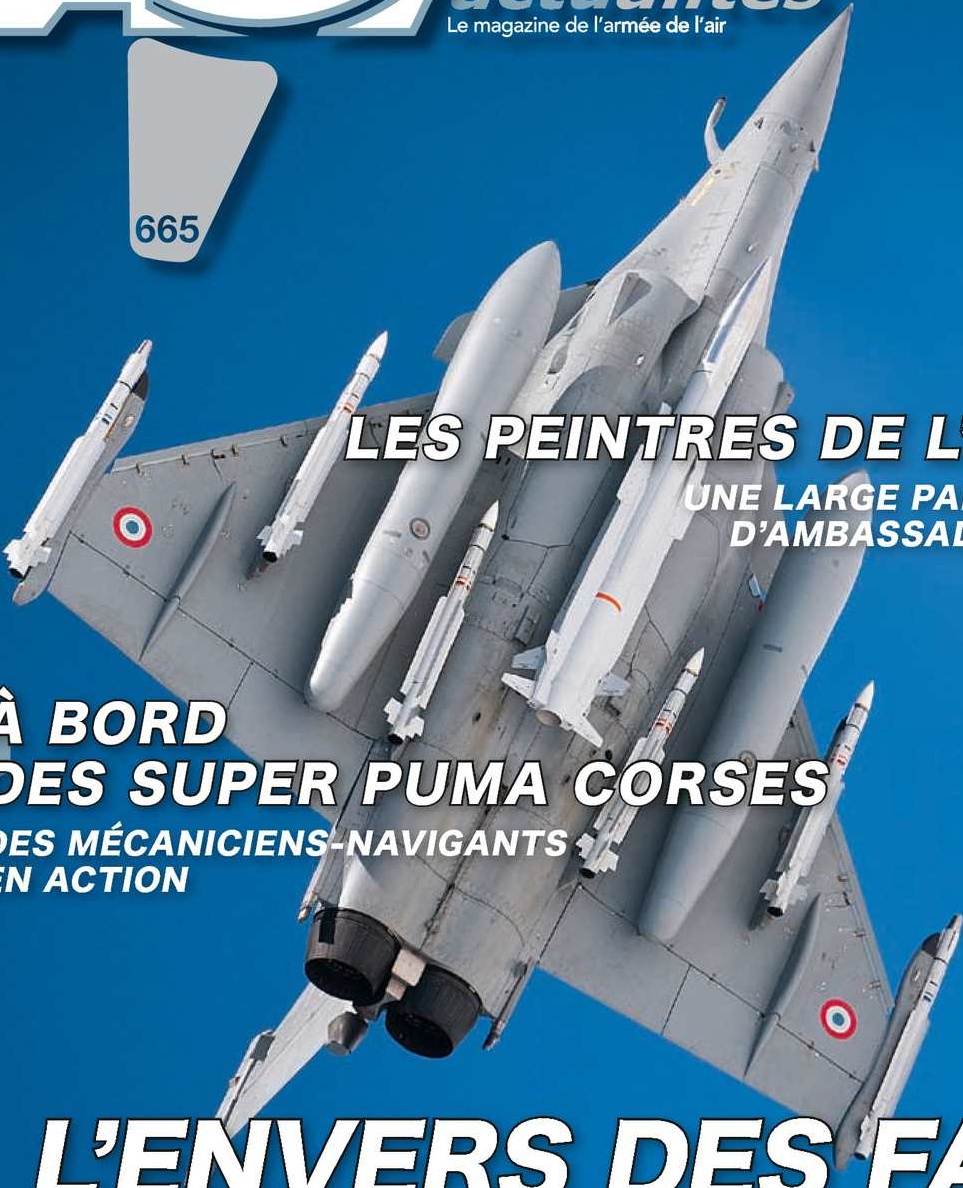 Le magazine de l'armée de l'air
665
LES PEINTRES DE L'
UNE LARGE PA
D'AMBASSAD
À BORD
DES SUPER PUMA CORSES
DES MÉCANICIENS-NAVIGANTS
EN ACTION
L'ENVERS DES FA